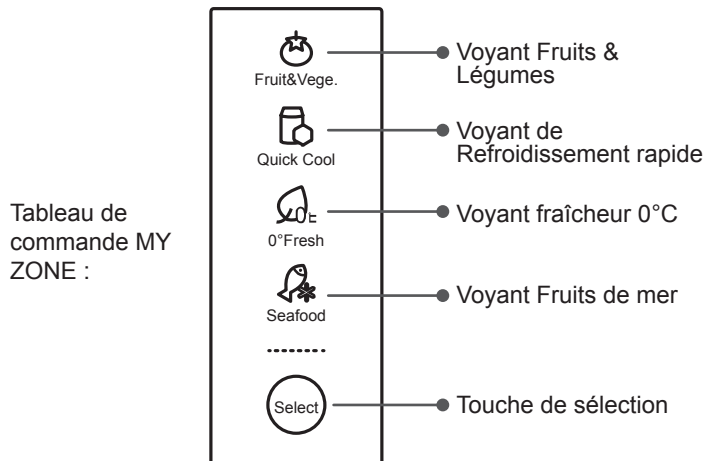 Tableau de
commande MY
ZONE :
Fruit&Vege.
Voyant Fruits &
Légumes
Quick Cool
Voyant de
Refroidissement rapide
0°Fresh
Voyant fraîcheur 0°C
Seafood
Voyant Fruits de mer
Select
Touche de sélection